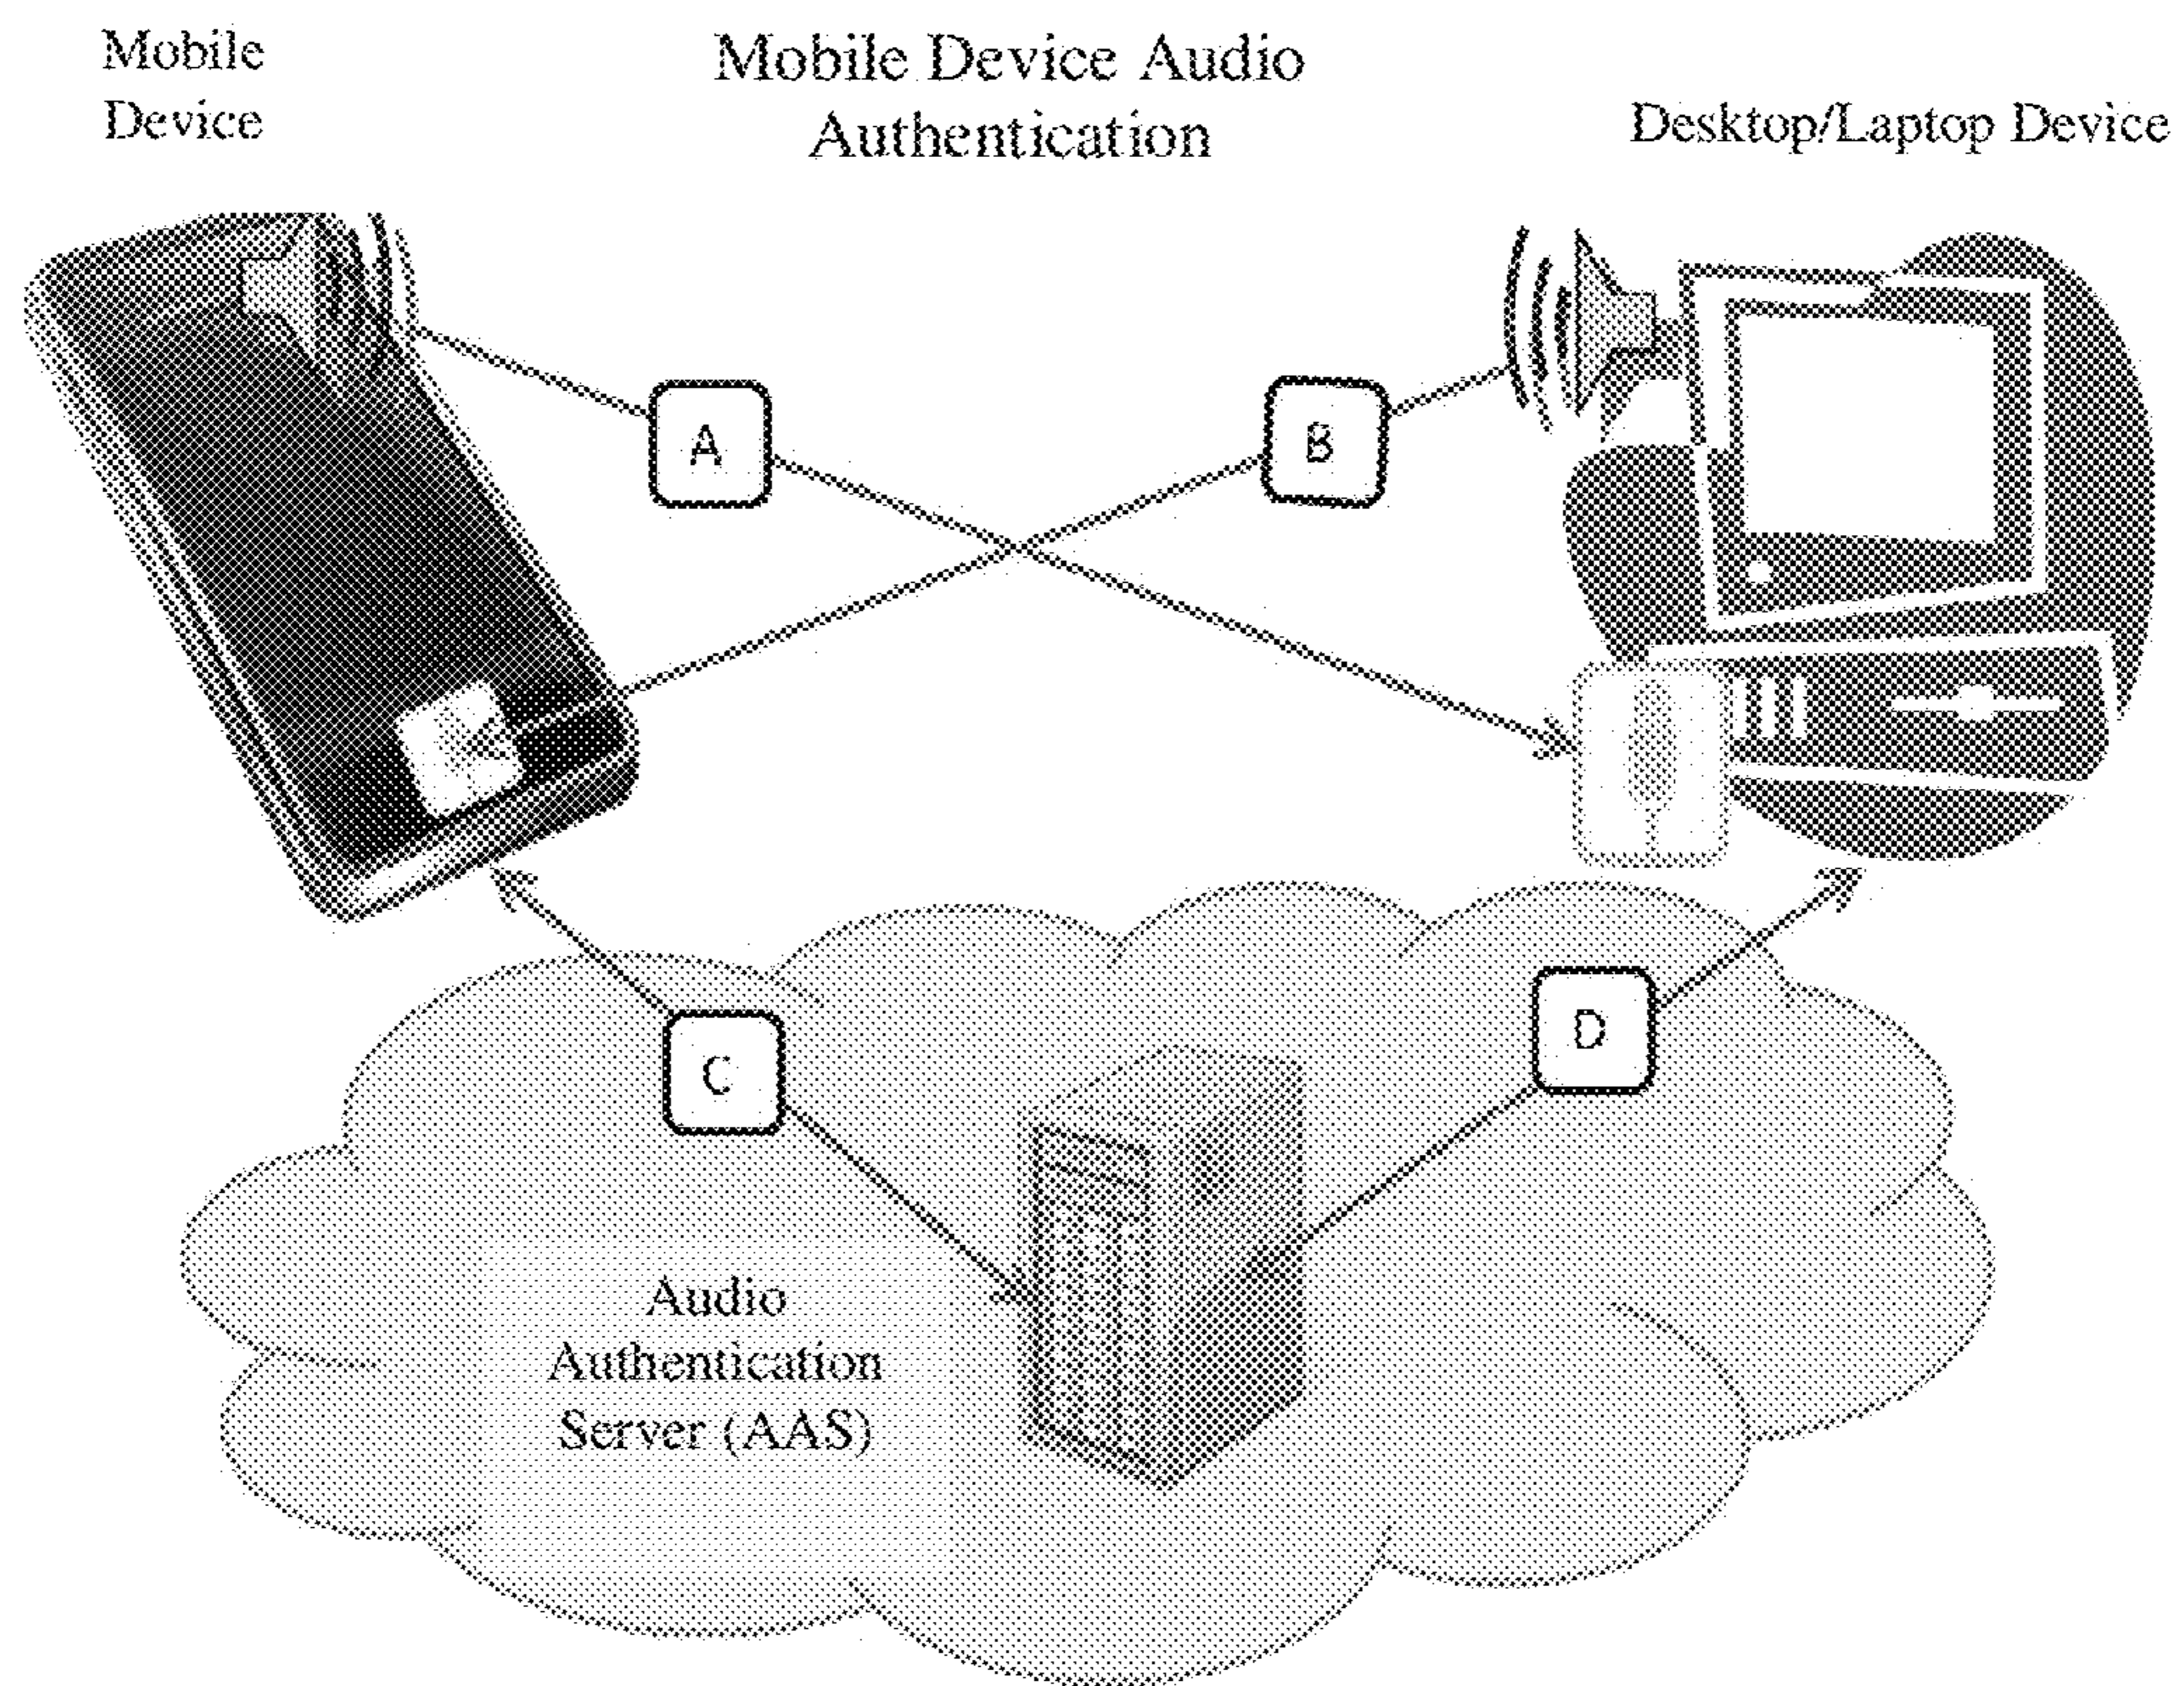 Mobile
Device
Mobile Device Audio
Authentication
Desktop/Laptop Device
A
B
C
D
Audio
Authentication
Server (AAS)